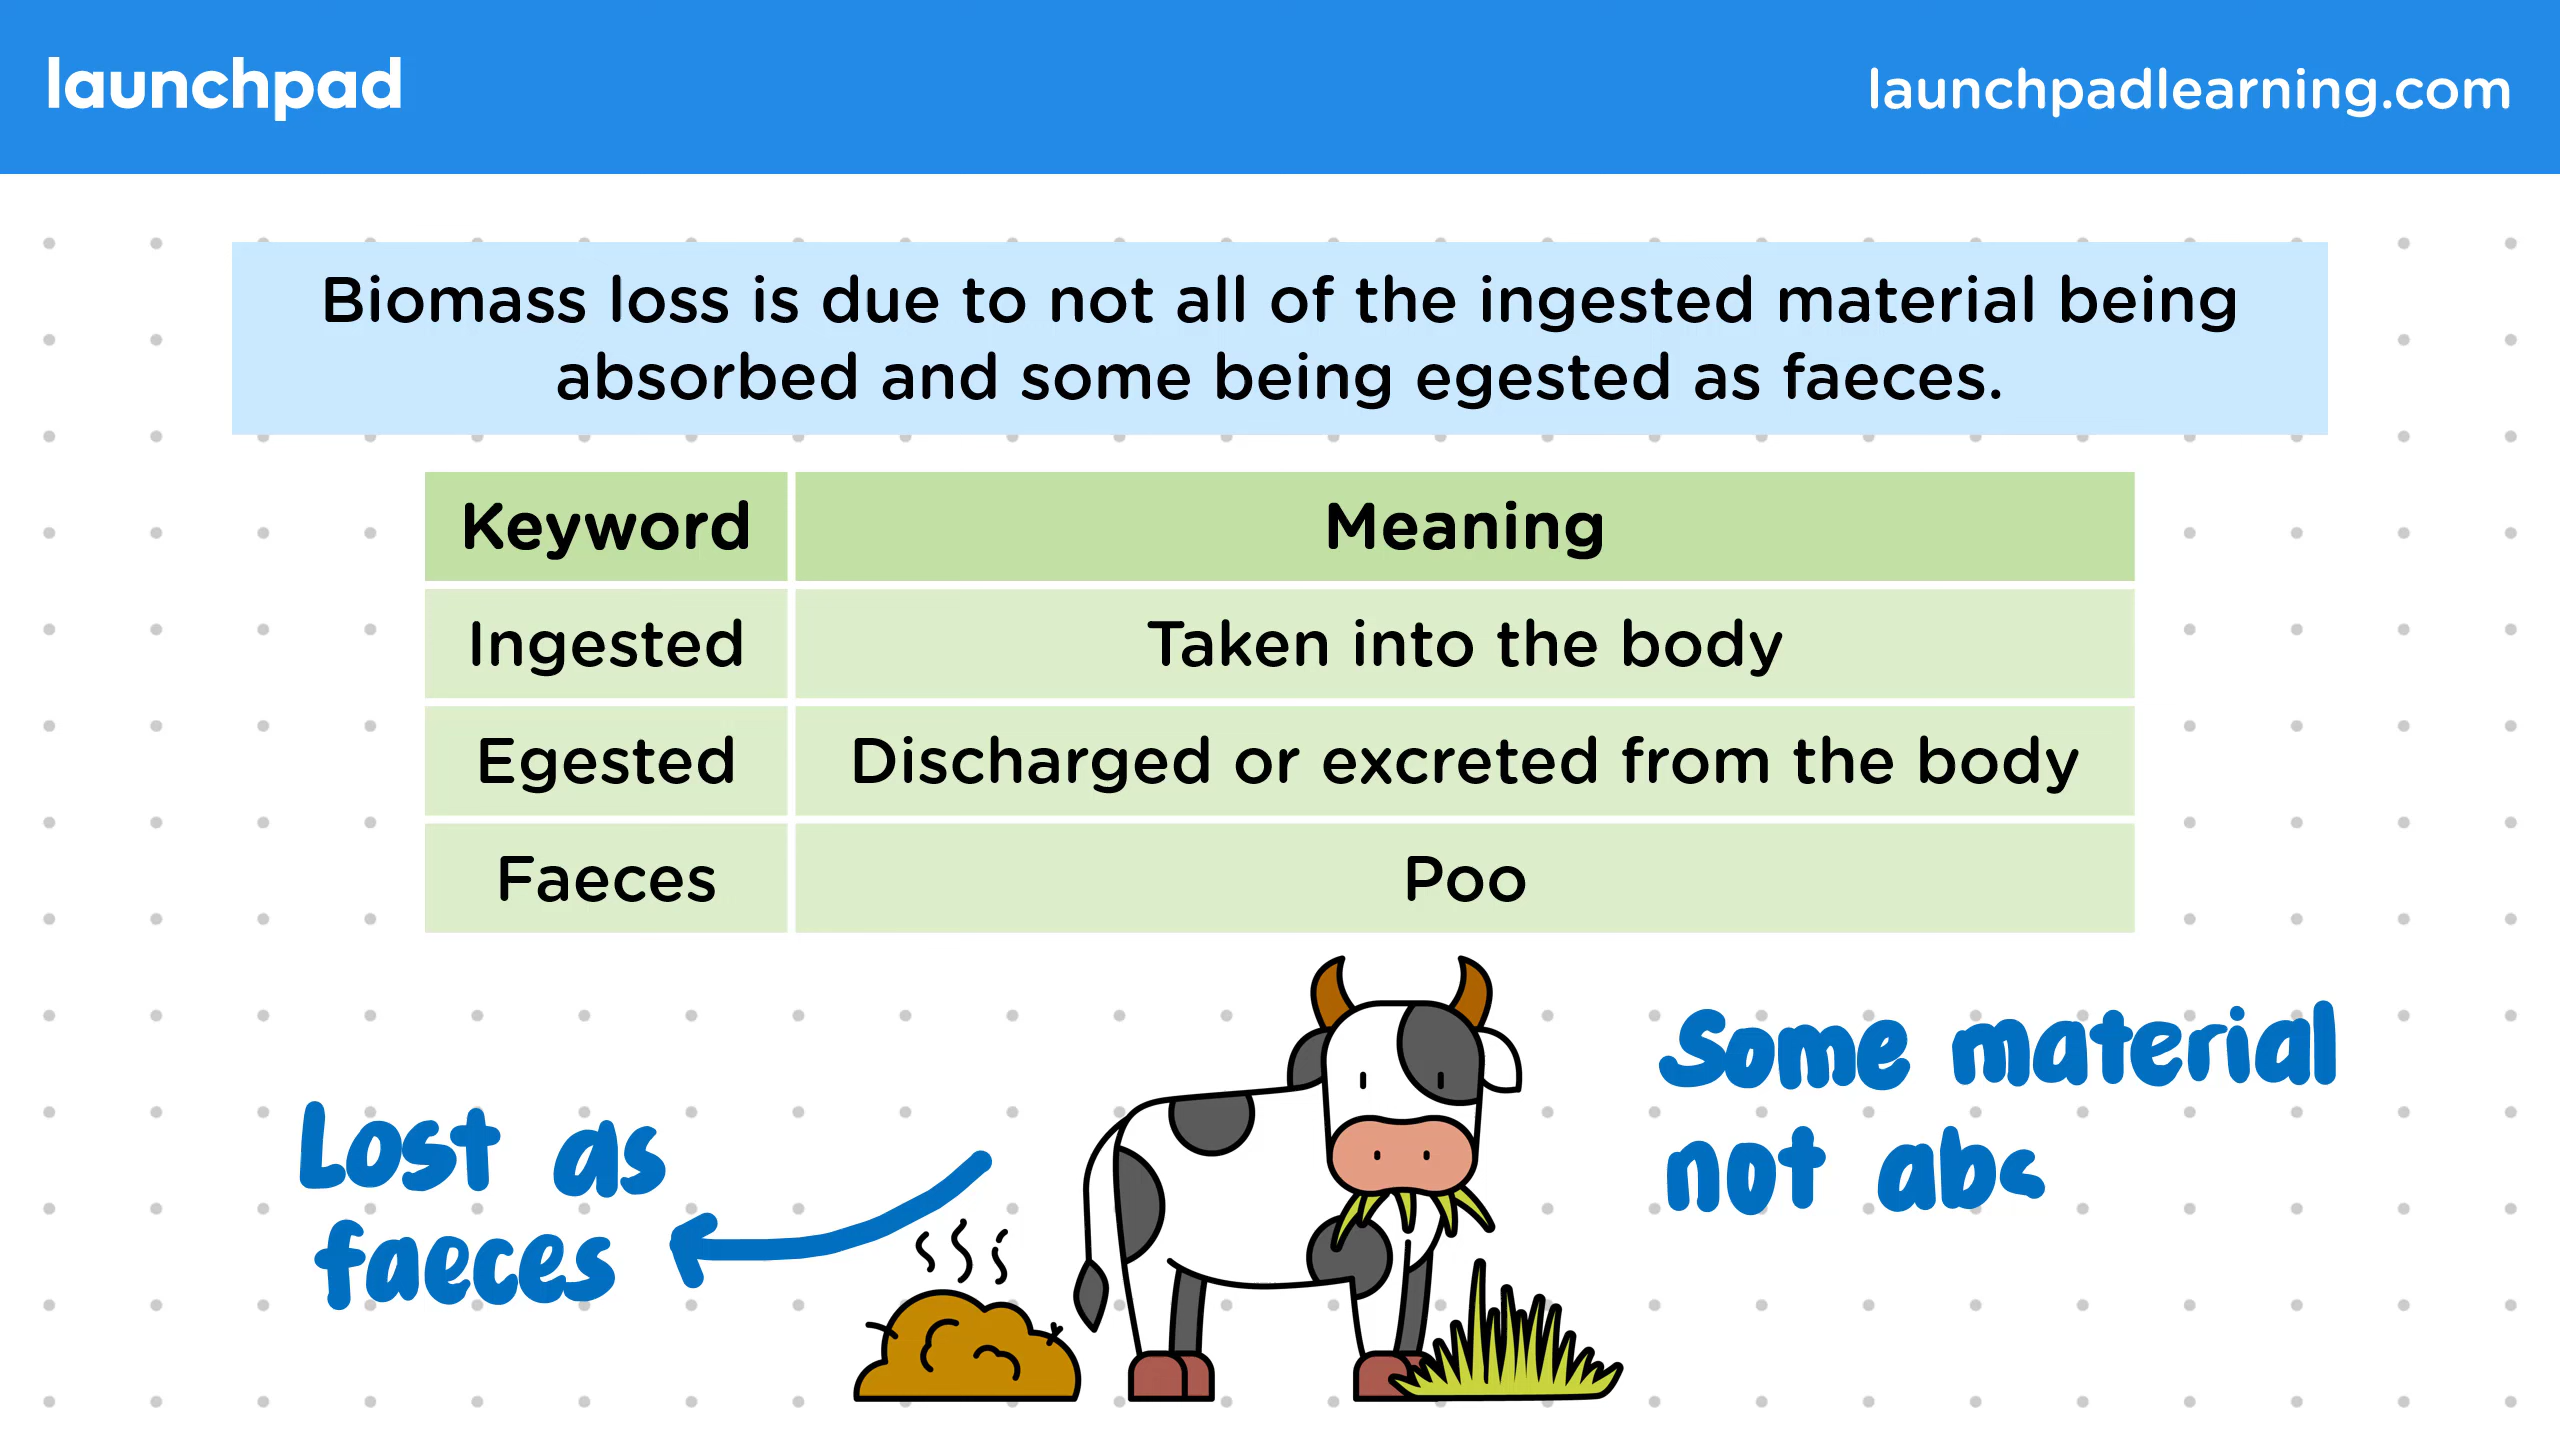 launchpad
launchpadlearning.com
Biomass loss is due to not all of the ingested material being
absorbed and some being egested as faeces.
Keyword Meaning
Ingested Taken into the body
Egested Discharged or excreted from the body
Faeces Poo
Lost as
faeces
Some material
not abs